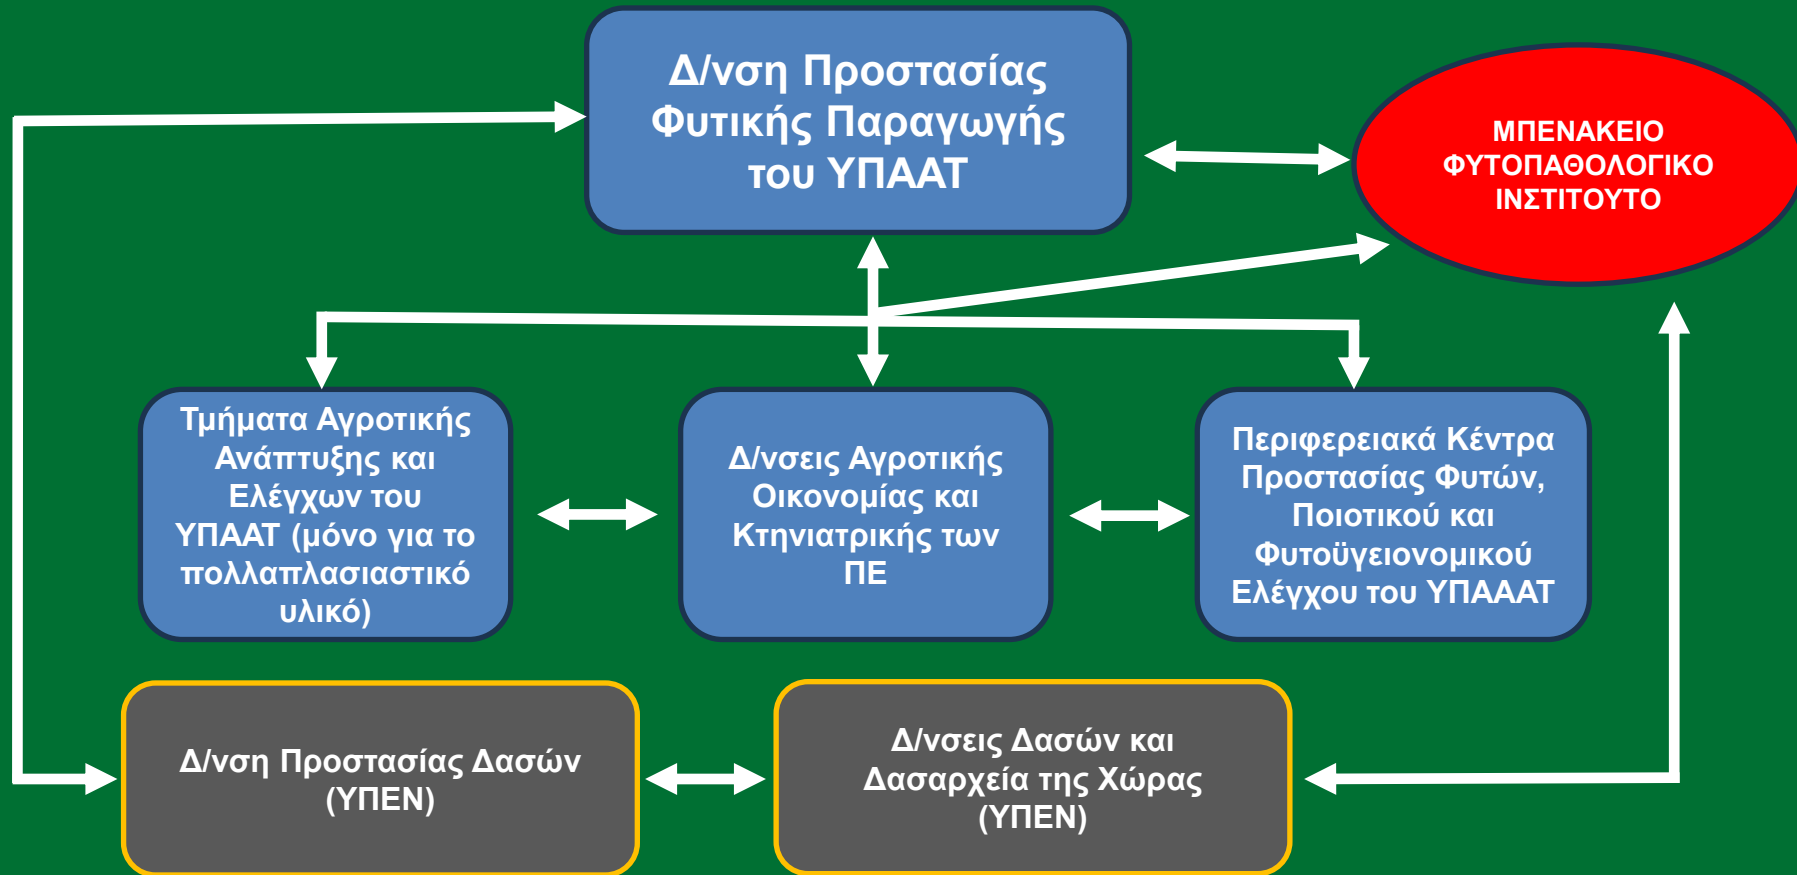 Δ/νση Προστασίας
Φυτικής Παραγωγής
του ΥΠΑΑΤ
ΜΠΕΝΑΚΕΙΟ
ΦΥΤΟΠΑΘΟΛΟΓΙΚΟ
ΙΝΣΤΙΤΟΥΤΟ
Τμήματα Αγροτικής
Ανάπτυξης και
Ελέγχων του
ΥΠΑΑΤ (μόνο για το
πολλαπλασιαστικό
υλικό)
Δ/νσεις Αγροτικής
Οικονομίας και
Κτηνιατρικής των
ΠΕ
Περιφερειακά Κέντρα
Προστασίας Φυτών,
Ποιοτικού και
Φυτοϋγειονομικού
Ελέγχου του ΥΠΑΑΑΤ
Δ/νση Προστασίας Δασών
(ΥΠΕΝ)
Δ/νσεις Δασών και
Δασαρχεία της Χώρας
(ΥΠΕΝ)